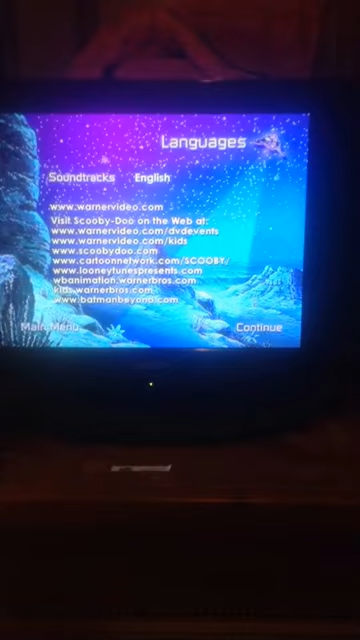 Languages
Soundtracks English
www.warnervideo.com
Visit Scooby-Doo on the Web at:
www.warnervideo.com/dvdevents
www.warnervideo.com/kids
www.scoobydoo.com
www.cartoonnetwork.com/SCOOBY/
www.looneytunespresents.com
wbanimation.warnerbros.com
kids.warnerbros.com
www.batmanbeyond.com
Main Menu Continue